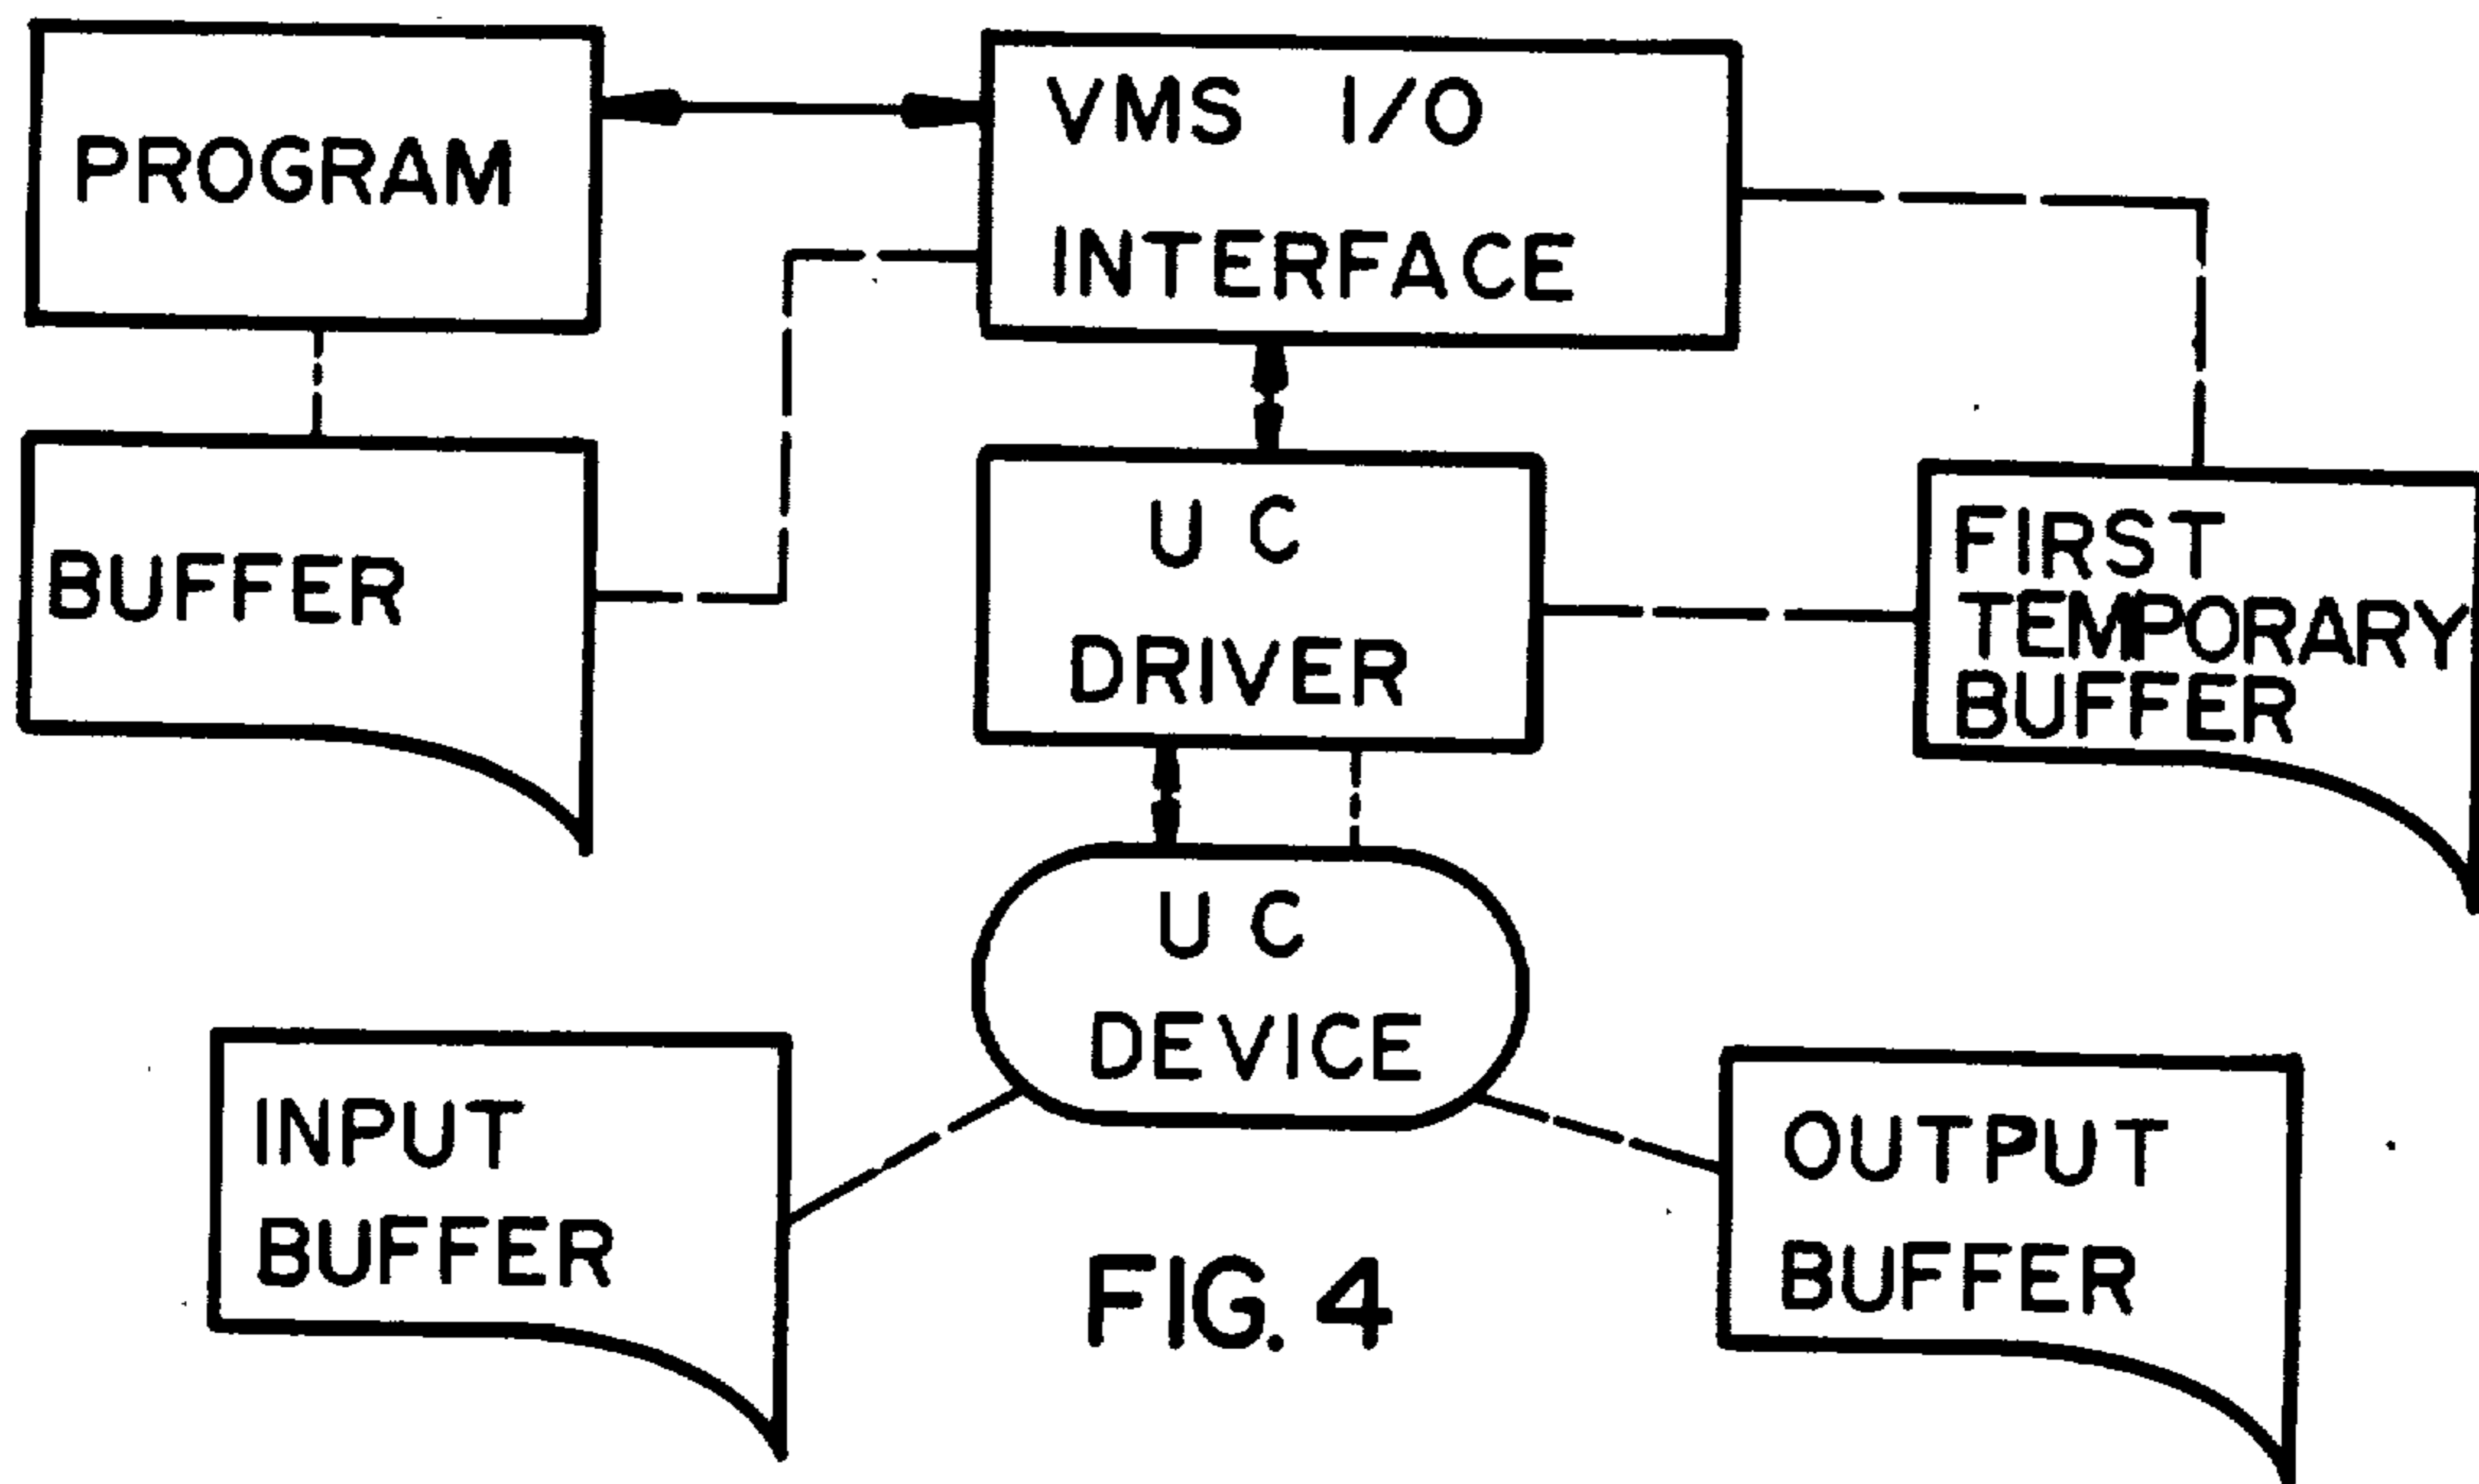 PROGRAM
VMS I/O
INTERFACE
BUFFER
U C
DRIVER
FIRST
TEMPORARY
BUFFER
U C
DEVICE
INPUT
BUFFER
OUTPUT
BUFFER
FIG. 4